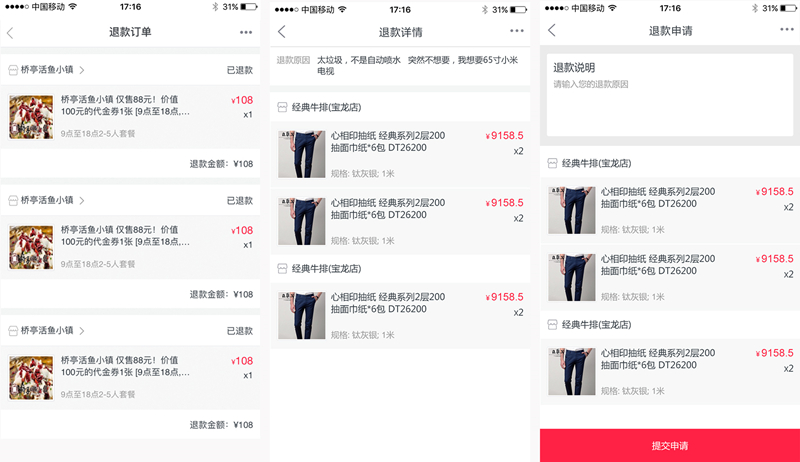 中国移动 17:16 31%
退款订单
桥亭活鱼小镇 已退款
桥亭活鱼小镇 仅售88元！价值 ¥108
100元的代金券1张 [9点至18点,... x1
9点至18点2-5人套餐
退款金额：¥108
桥亭活鱼小镇 已退款
桥亭活鱼小镇 仅售88元！价值 ¥108
100元的代金券1张 [9点至18点,... x1
9点至18点2-5人套餐
退款金额：¥108
桥亭活鱼小镇 已退款
桥亭活鱼小镇 仅售88元！价值 ¥108
100元的代金券1张 [9点至18点,... x1
9点至18点2-5人套餐
退款金额：¥108
中国移动 17:16 31%
退款详情
退款原因 太垃圾，不是自动喷水 突然不想要，我想要65寸小米
电视
经典牛排(宝龙店)
心相印抽纸 经典系列2层200 ¥9158.5
抽面巾纸*6包 DT26200 x2
规格: 钛灰银; 1米
心相印抽纸 经典系列2层200 ¥9158.5
抽面巾纸*6包 DT26200 x2
规格: 钛灰银; 1米
经典牛排(宝龙店)
心相印抽纸 经典系列2层200 ¥9158.5
抽面巾纸*6包 DT26200 x2
规格: 钛灰银; 1米
中国移动 17:16 31%
退款申请
退款说明
请输入您的退款原因
经典牛排(宝龙店)
心相印抽纸 经典系列2层200 ¥9158.5
抽面巾纸*6包 DT26200 x2
规格: 钛灰银; 1米
心相印抽纸 经典系列2层200 ¥9158.5
抽面巾纸*6包 DT26200 x2
规格: 钛灰银; 1米
经典牛排(宝龙店)
心相印抽纸 经典系列2层200 ¥9158.5
抽面巾纸*6包 DT26200 x2
规格: 钛灰银; 1米
提交申请